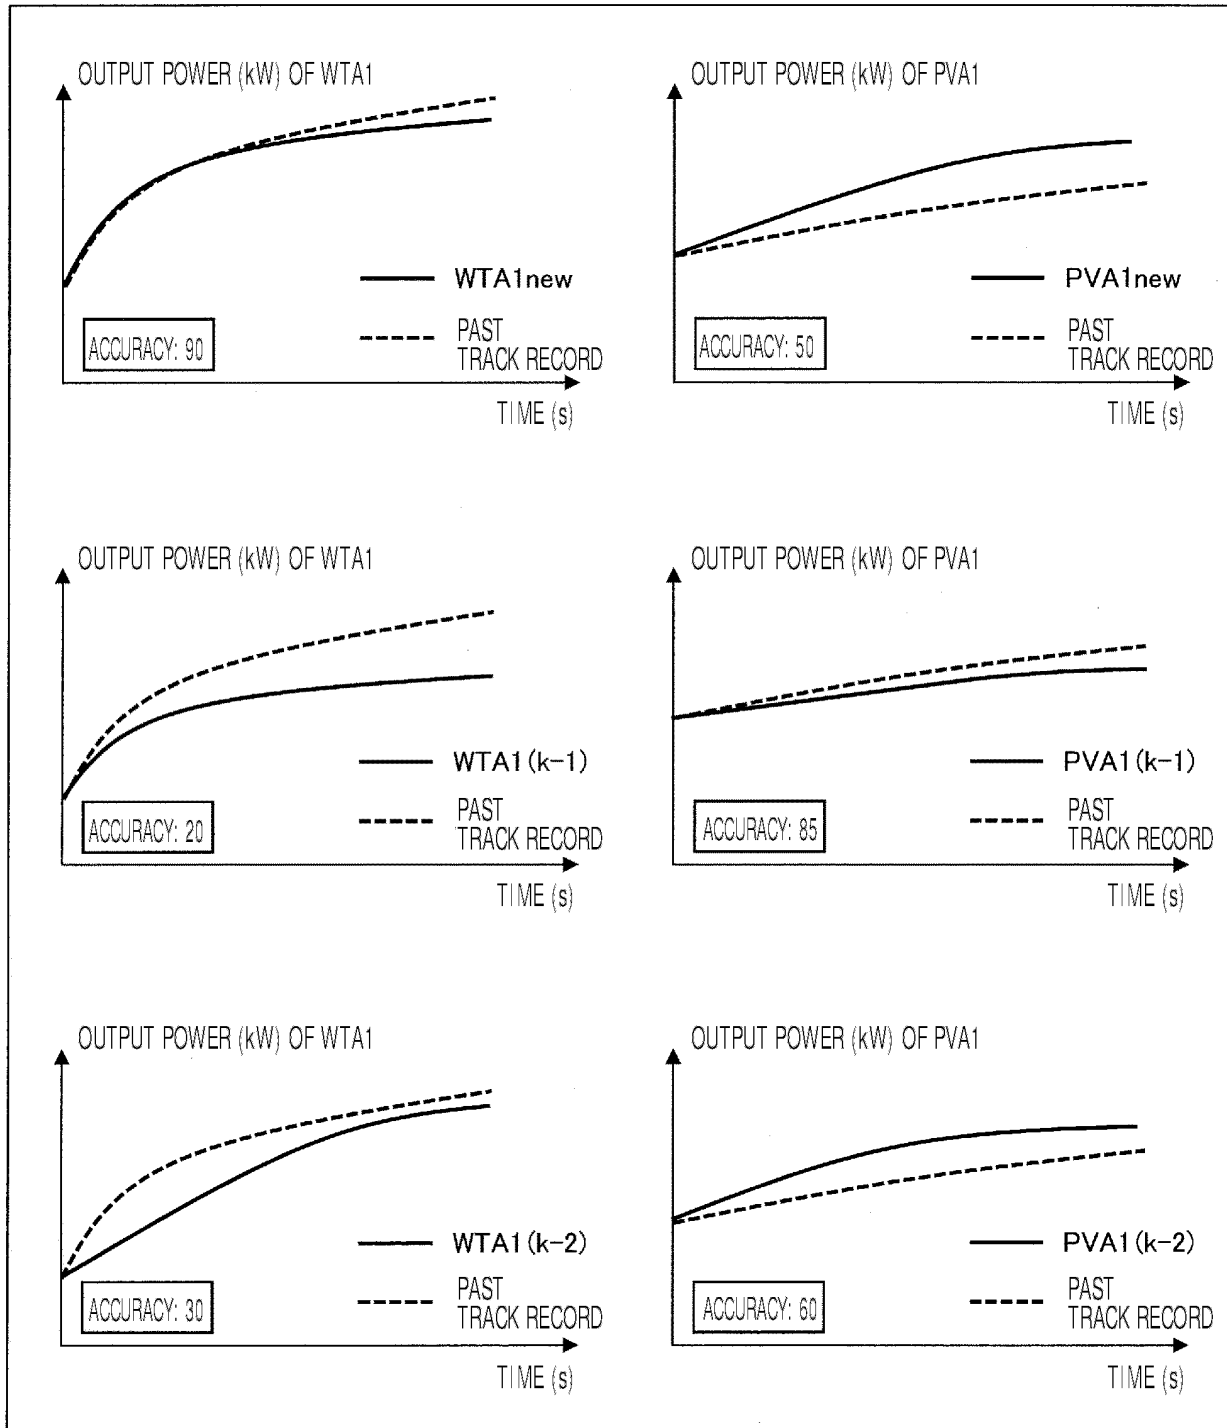 OUTPUT POWER (kW) OF WTA1
WTA1new
PAST
TRACK RECORD
ACCURACY: 90
TIME (s)
OUTPUT POWER (kW) OF PVA1
PVA1new
PAST
TRACK RECORD
ACCURACY: 50
TIME (s)
OUTPUT POWER (kW) OF WTA1
WTA1(k-1)
PAST
TRACK RECORD
ACCURACY: 20
TIME (s)
OUTPUT POWER (kW) OF PVA1
PVA1(k-1)
PAST
TRACK RECORD
ACCURACY: 85
TIME (s)
OUTPUT POWER (kW) OF WTA1
WTA1(k-2)
PAST
TRACK RECORD
ACCURACY: 30
TIME (s)
OUTPUT POWER (kW) OF PVA1
PVA1(k-2)
PAST
TRACK RECORD
ACCURACY: 60
TIME (s)